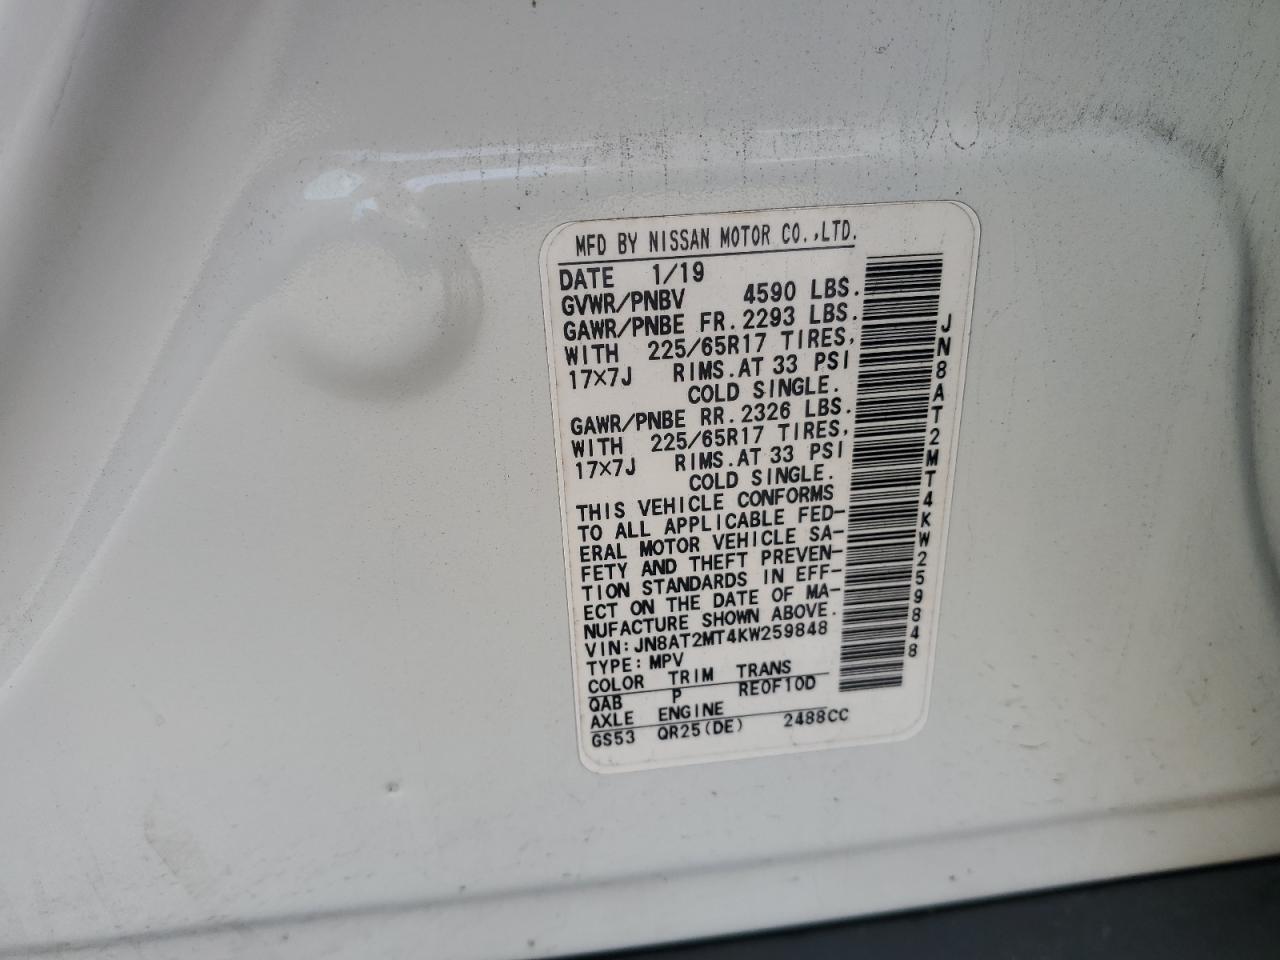 MFD BY NISSAN MOTOR CO.,LTD.
DATE 1/19
GVWR/PNBV 4590 LBS.
GAWR/PNBE FR. 2293 LBS.
WITH 225/65R17 TIRES,
17×7J RIMS.AT 33 PSI
COLD SINGLE.
GAWR/PNBE RR. 2326 LBS.
WITH 225/65R17 TIRES,
17×7J RIMS.AT 33 PSI
COLD SINGLE.
THIS VEHICLE CONFORMS
TO ALL APPLICABLE FED-
ERAL MOTOR VEHICLE SA-
FETY AND THEFT PREVEN-
TION STANDARDS IN EFF-
ECT ON THE DATE OF MA-
NUFACTURE SHOWN ABOVE.
VIN:JN8AT2MT4KW259848
TYPE:MPV
COLOR TRIM TRANS
QAB P RE0F10D
AXLE ENGINE
GS53 QR25(DE) 2488CC
JN8AT2MT4KW259848